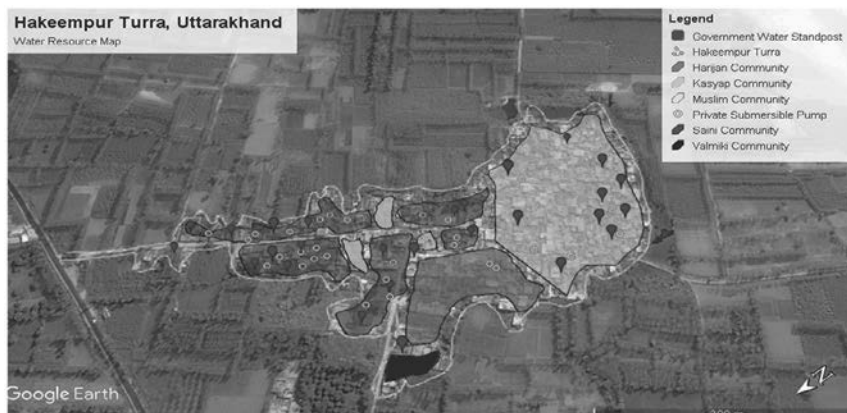 Hakeempur Turra, Uttarakhand
Water Resource Map
Legend
Government Water Standpost
Hakeempur Turra
Harijan Community
Kasyap Community
Muslim Community
Private Submersible Pump
Saini Community
Valmiki Community
Google Earth
N